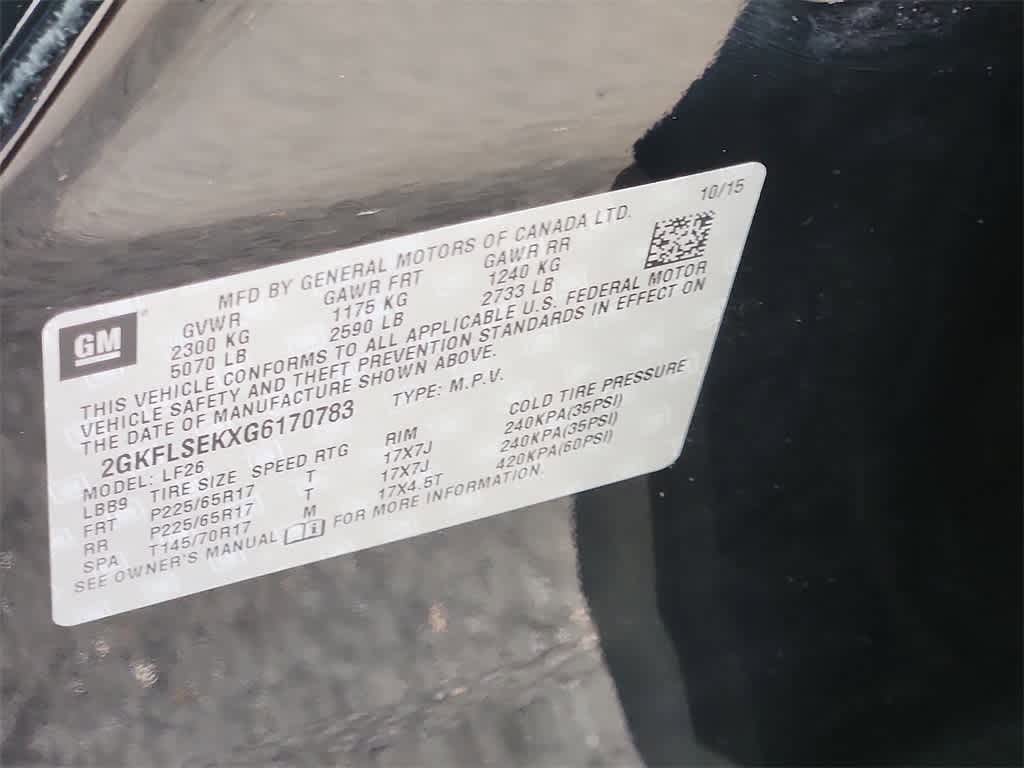 10/15
MFD BY GENERAL MOTORS OF CANADA LTD.
GM
GVWR GAWR FRT GAWR RR
2300 KG 1175 KG 1240 KG
5070 LB 2590 LB 2733 LB
THIS VEHICLE CONFORMS TO ALL APPLICABLE U.S. FEDERAL MOTOR
VEHICLE SAFETY AND THEFT PREVENTION STANDARDS IN EFFECT ON
THE DATE OF MANUFACTURE SHOWN ABOVE.
2GKFLSEKXG6170783 TYPE: M.P.V.
MODEL: LF26
LBB9 TIRE SIZE SPEED RTG RIM COLD TIRE PRESSURE
FRT P225/65R17 T 17X7J 240KPA(35PSI)
RR P225/65R17 T 17X7J 240KPA(35PSI)
SPA T145/70R17 M 17X4.5T 420KPA(60PSI)
SEE OWNER'S MANUAL FOR MORE INFORMATION.